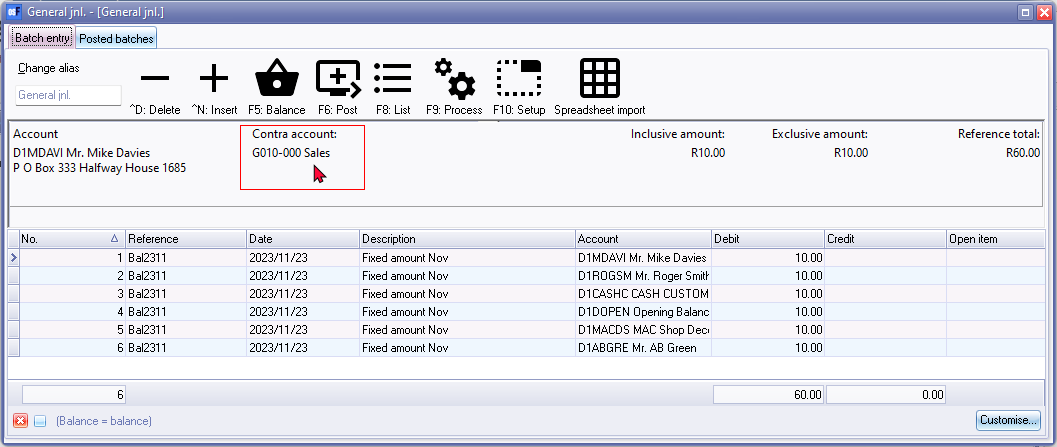 General jnl. - [General jnl.]
Batch entry Posted batches
Change alias
General jnl.
^D: Delete ^N: Insert F5: Balance F6: Post F8: List F9: Process F10: Setup Spreadsheet import
Account Contra account: Inclusive amount: Exclusive amount: Reference total:
D1MDAVI Mr. Mike Davies G010-000 Sales R10.00 R10.00 R60.00
P O Box 333 Halfway House 1685
No. Reference Date Description Account Debit Credit Open item
1 Bal2311 2023/11/23 Fixed amount Nov D1MDAVI Mr. Mike Davies 10.00
2 Bal2311 2023/11/23 Fixed amount Nov D1ROGSM Mr. Roger Smith 10.00
3 Bal2311 2023/11/23 Fixed amount Nov D1CASHC CASH CUSTOM 10.00
4 Bal2311 2023/11/23 Fixed amount Nov D1DOPEN Opening Balanc 10.00
5 Bal2311 2023/11/23 Fixed amount Nov D1MACDS MAC Shop Dec 10.00
6 Bal2311 2023/11/23 Fixed amount Nov D1ABGRE Mr. AB Green 10.00
6 60.00 0.00
(Balance = balance) Customise...